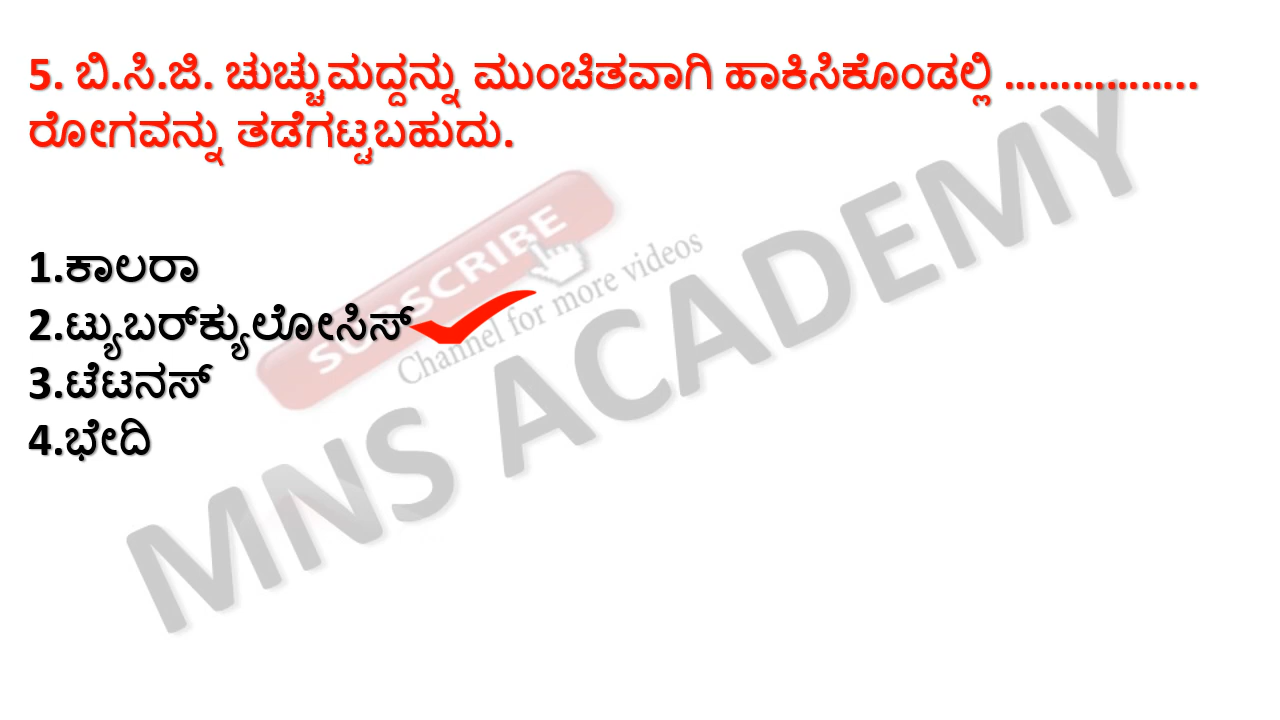 5. ಬಿ.ಸಿ.ಜಿ. ಚುಚ್ಚುಮದ್ದನ್ನು ಮುಂಚಿತವಾಗಿ ಹಾಕಿಸಿಕೊಂಡಲ್ಲಿ ……………..
ರೋಗವನ್ನು ತಡೆಗಟ್ಟಬಹುದು.
1.ಕಾಲರಾ
2.ಟ್ಯುಬರ್‌ಕ್ಯುಲೋಸಿಸ್
3.ಟೆಟನಸ್
4.ಭೇದಿ
SUBSCRIBE
Channel for more videos
MNS ACADEMY